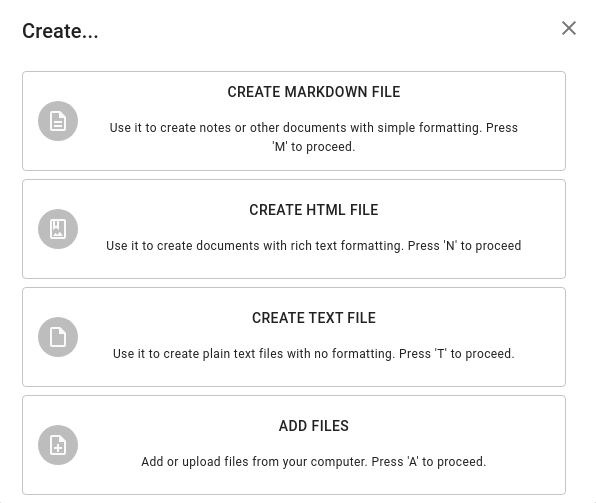 Create...
CREATE MARKDOWN FILE
Use it to create notes or other documents with simple formatting. Press
'M' to proceed.
CREATE HTML FILE
Use it to create documents with rich text formatting. Press 'N' to proceed
CREATE TEXT FILE
Use it to create plain text files with no formatting. Press 'T' to proceed.
ADD FILES
Add or upload files from your computer. Press 'A' to proceed.